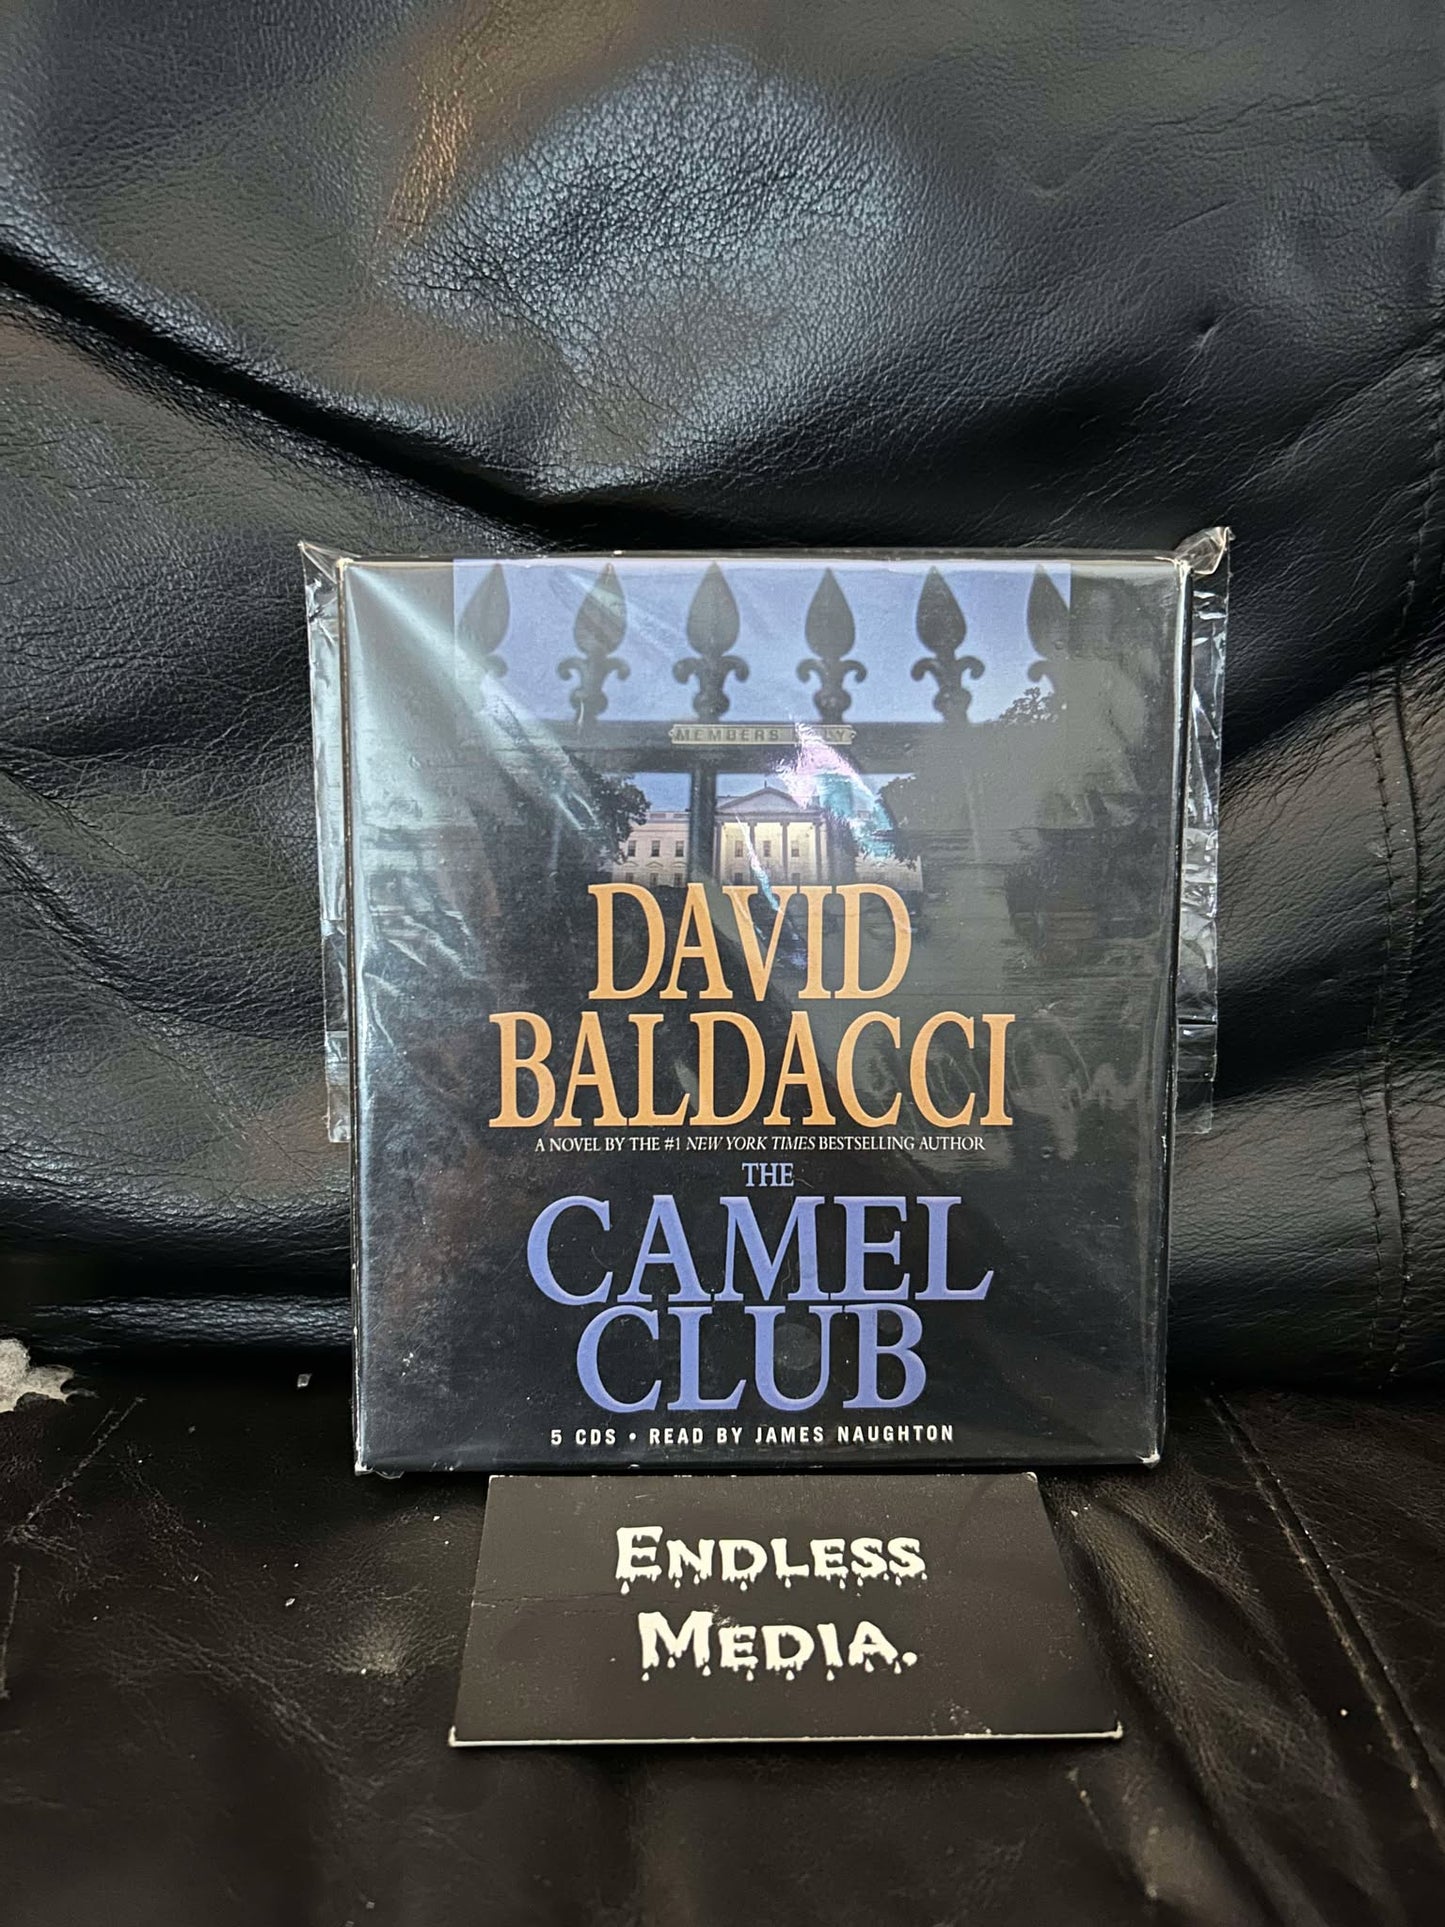 MEMBERS ONLY
DAVID
BALDACCI
A NOVEL BY THE #1 NEW YORK TIMES BESTSELLING AUTHOR
THE
CAMEL
CLUB
5 CDS • READ BY JAMES NAUGHTON
ENDLESS
MEDIA.